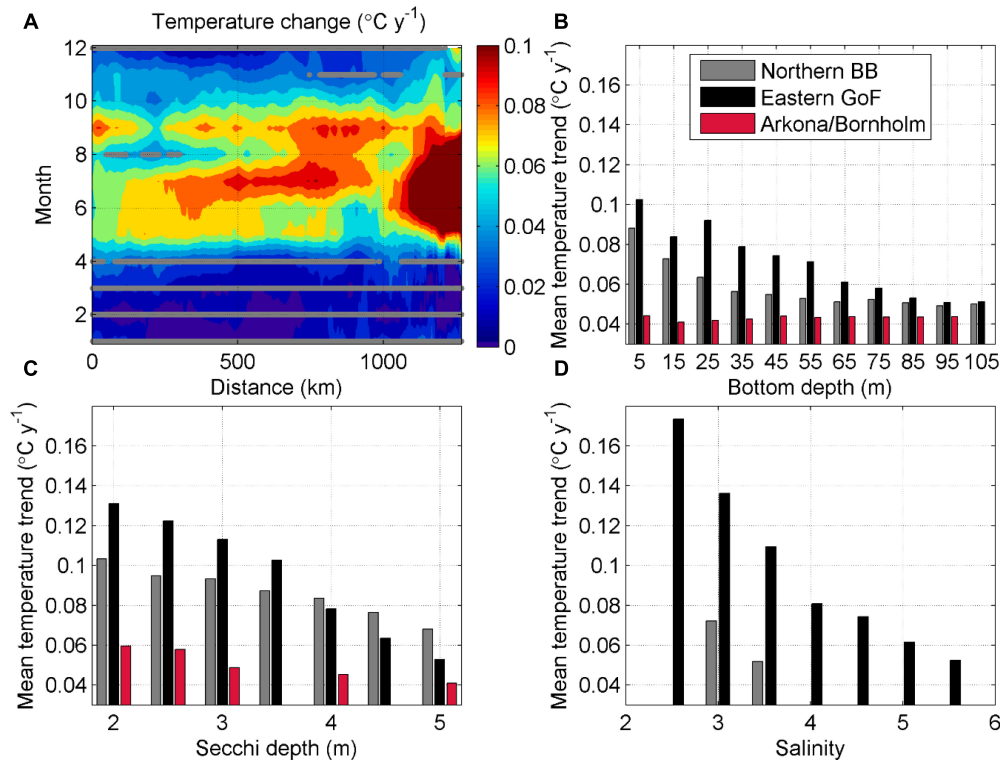 A
Temperature change (°C y⁻¹)
12
10
8
6
4
2
Month
0
500
1000
Distance (km)
0.1
0.08
0.06
0.04
0.02
0
B
Mean temperature trend (°C y⁻¹)
0.16
0.14
0.12
0.1
0.08
0.06
0.04
Northern BB
Eastern GoF
Arkona/Bornholm
5 15 25 35 45 55 65 75 85 95 105
Bottom depth (m)
C
Mean temperature trend (°C y⁻¹)
0.16
0.14
0.12
0.1
0.08
0.06
0.04
2 3 4 5
Secchi depth (m)
D
Mean temperature trend (°C y⁻¹)
0.16
0.14
0.12
0.1
0.08
0.06
0.04
2 3 4 5 6
Salinity